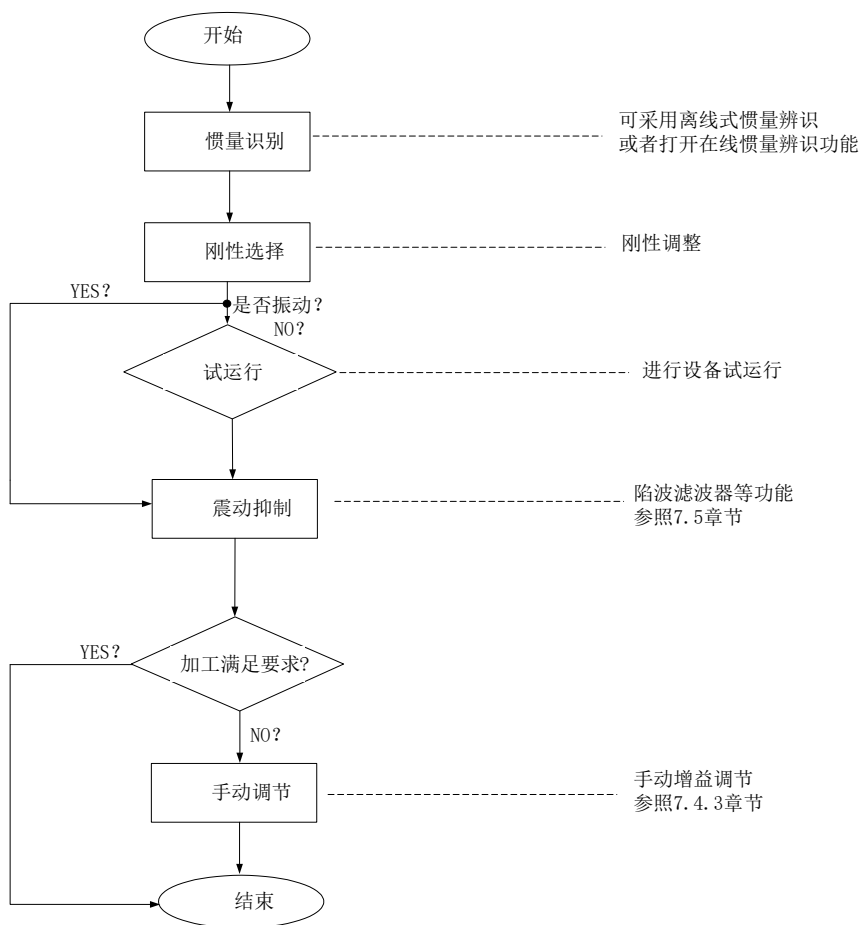 开始
惯量识别
可采用离线式惯量辨识
或者打开在线惯量辨识功能
刚性选择
刚性调整
YES？
是否振动？
NO？
试运行
进行设备试运行
震动抑制
陷波滤波器等功能
参照7.5章节
YES？
加工满足要求?
NO？
手动调节
手动增益调节
参照7.4.3章节
结束